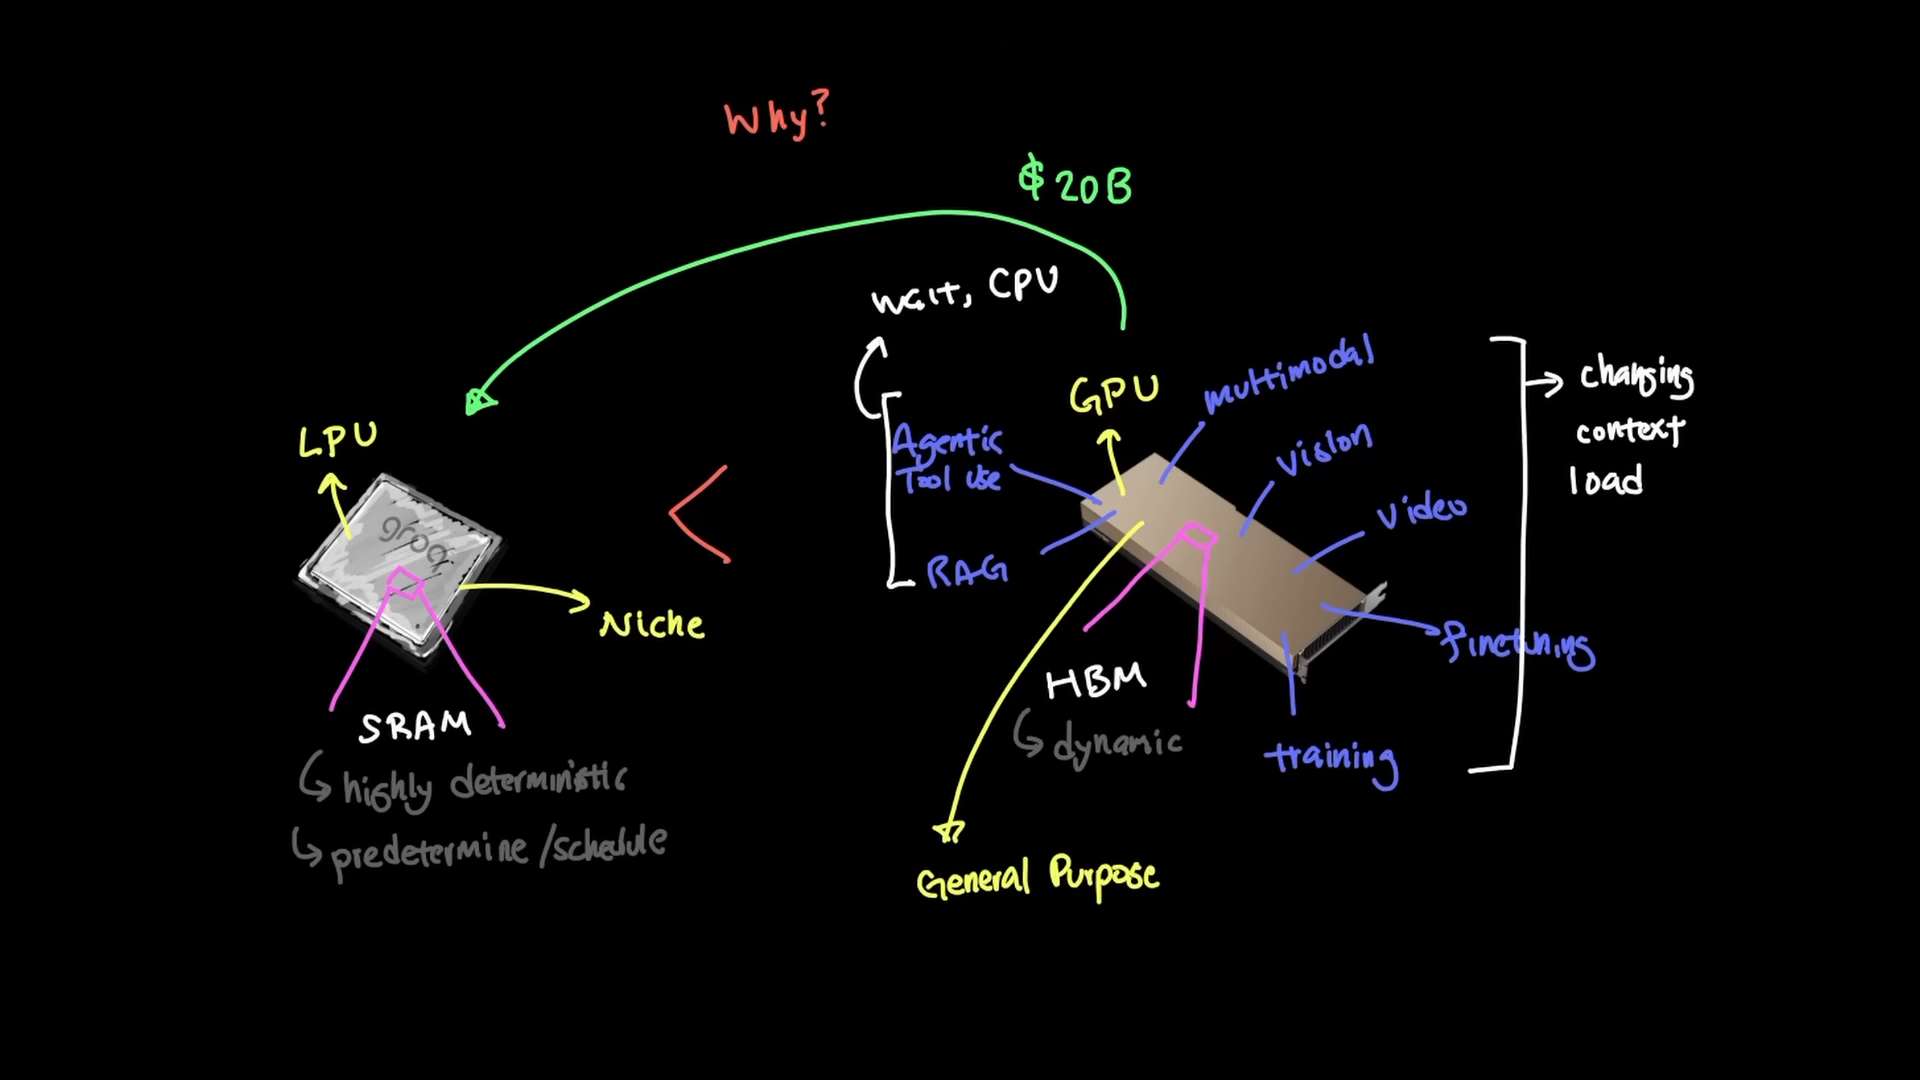 Why?
$20B
wait, CPU
GPU
multimodal
changing
context
load
LPU
Agentic
Tool Use
vision
groq
video
RAG
Niche
finetuning
HBM
dynamic
SRAM
training
highly deterministic
predetermine/schedule
General Purpose